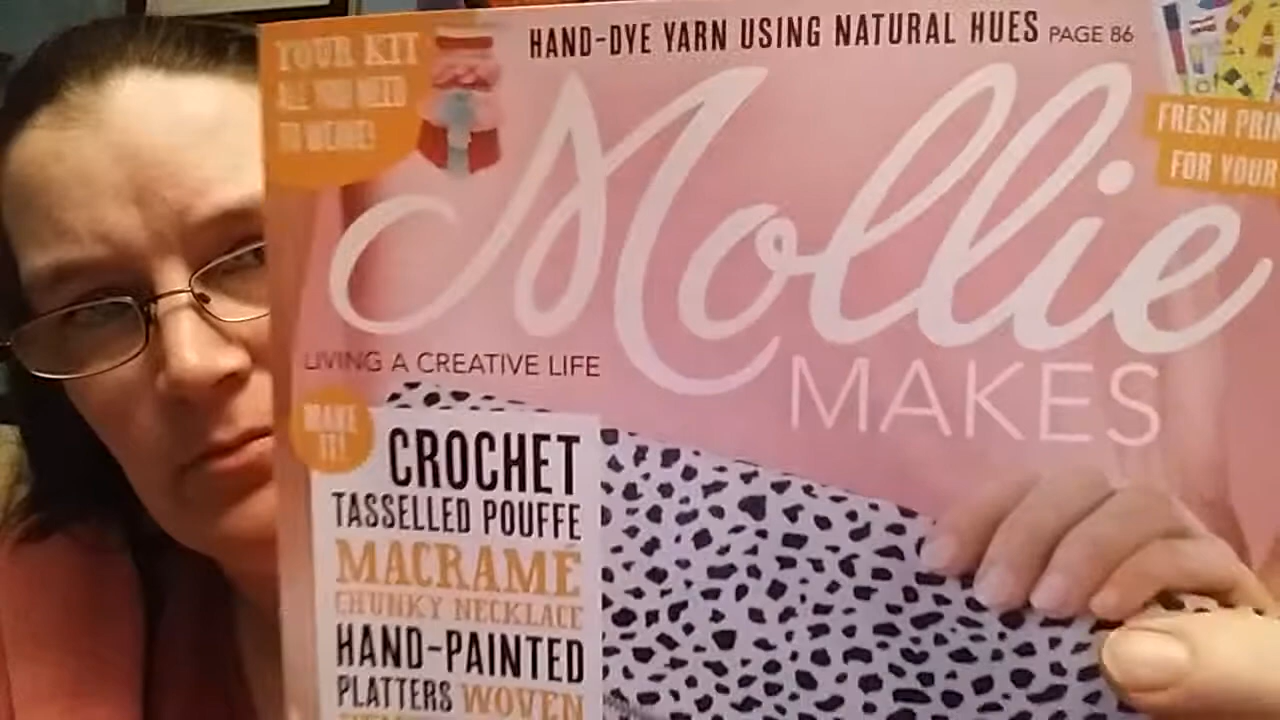 HAND-DYE YARN USING NATURAL HUES PAGE 86
YOUR KIT
ALL YOU NEED
TO WEAVE!
FRESH
FOR YOUR
Mollie
MAKES
LIVING A CREATIVE LIFE
MAKE
IT!
CROCHET
TASSELLED POUFFE
MACRAMÉ
CHUNKY NECKLACE
HAND-PAINTED
PLATTERS WOVEN